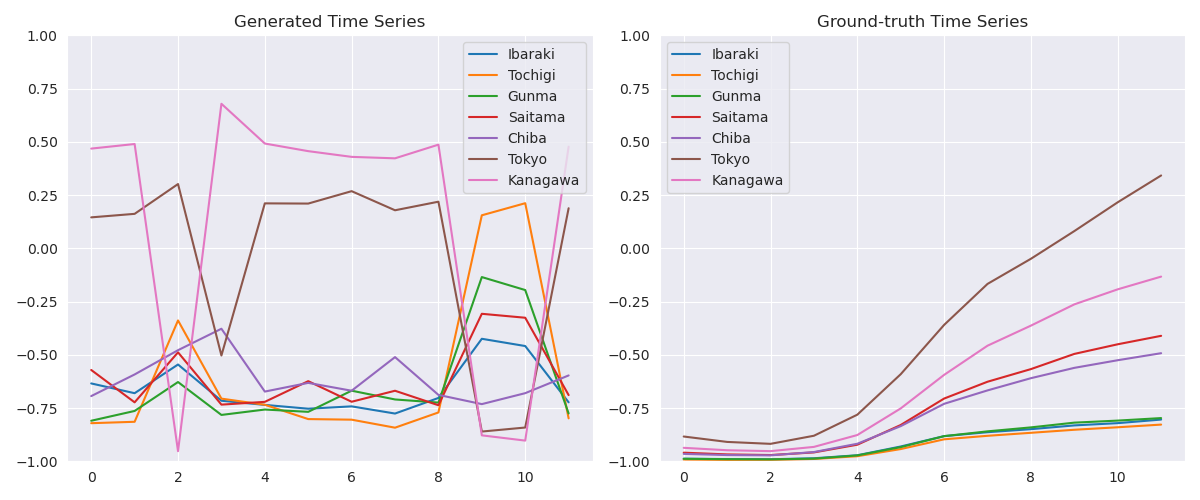 Generated Time Series
1.00
0.75
0.50
0.25
0.00
−0.25
−0.50
−0.75
−1.00
0 2 4 6 8 10
Ibaraki
Tochigi
Gunma
Saitama
Chiba
Tokyo
Kanagawa
Ground-truth Time Series
1.00
0.75
0.50
0.25
0.00
−0.25
−0.50
−0.75
−1.00
0 2 4 6 8 10
Ibaraki
Tochigi
Gunma
Saitama
Chiba
Tokyo
Kanagawa